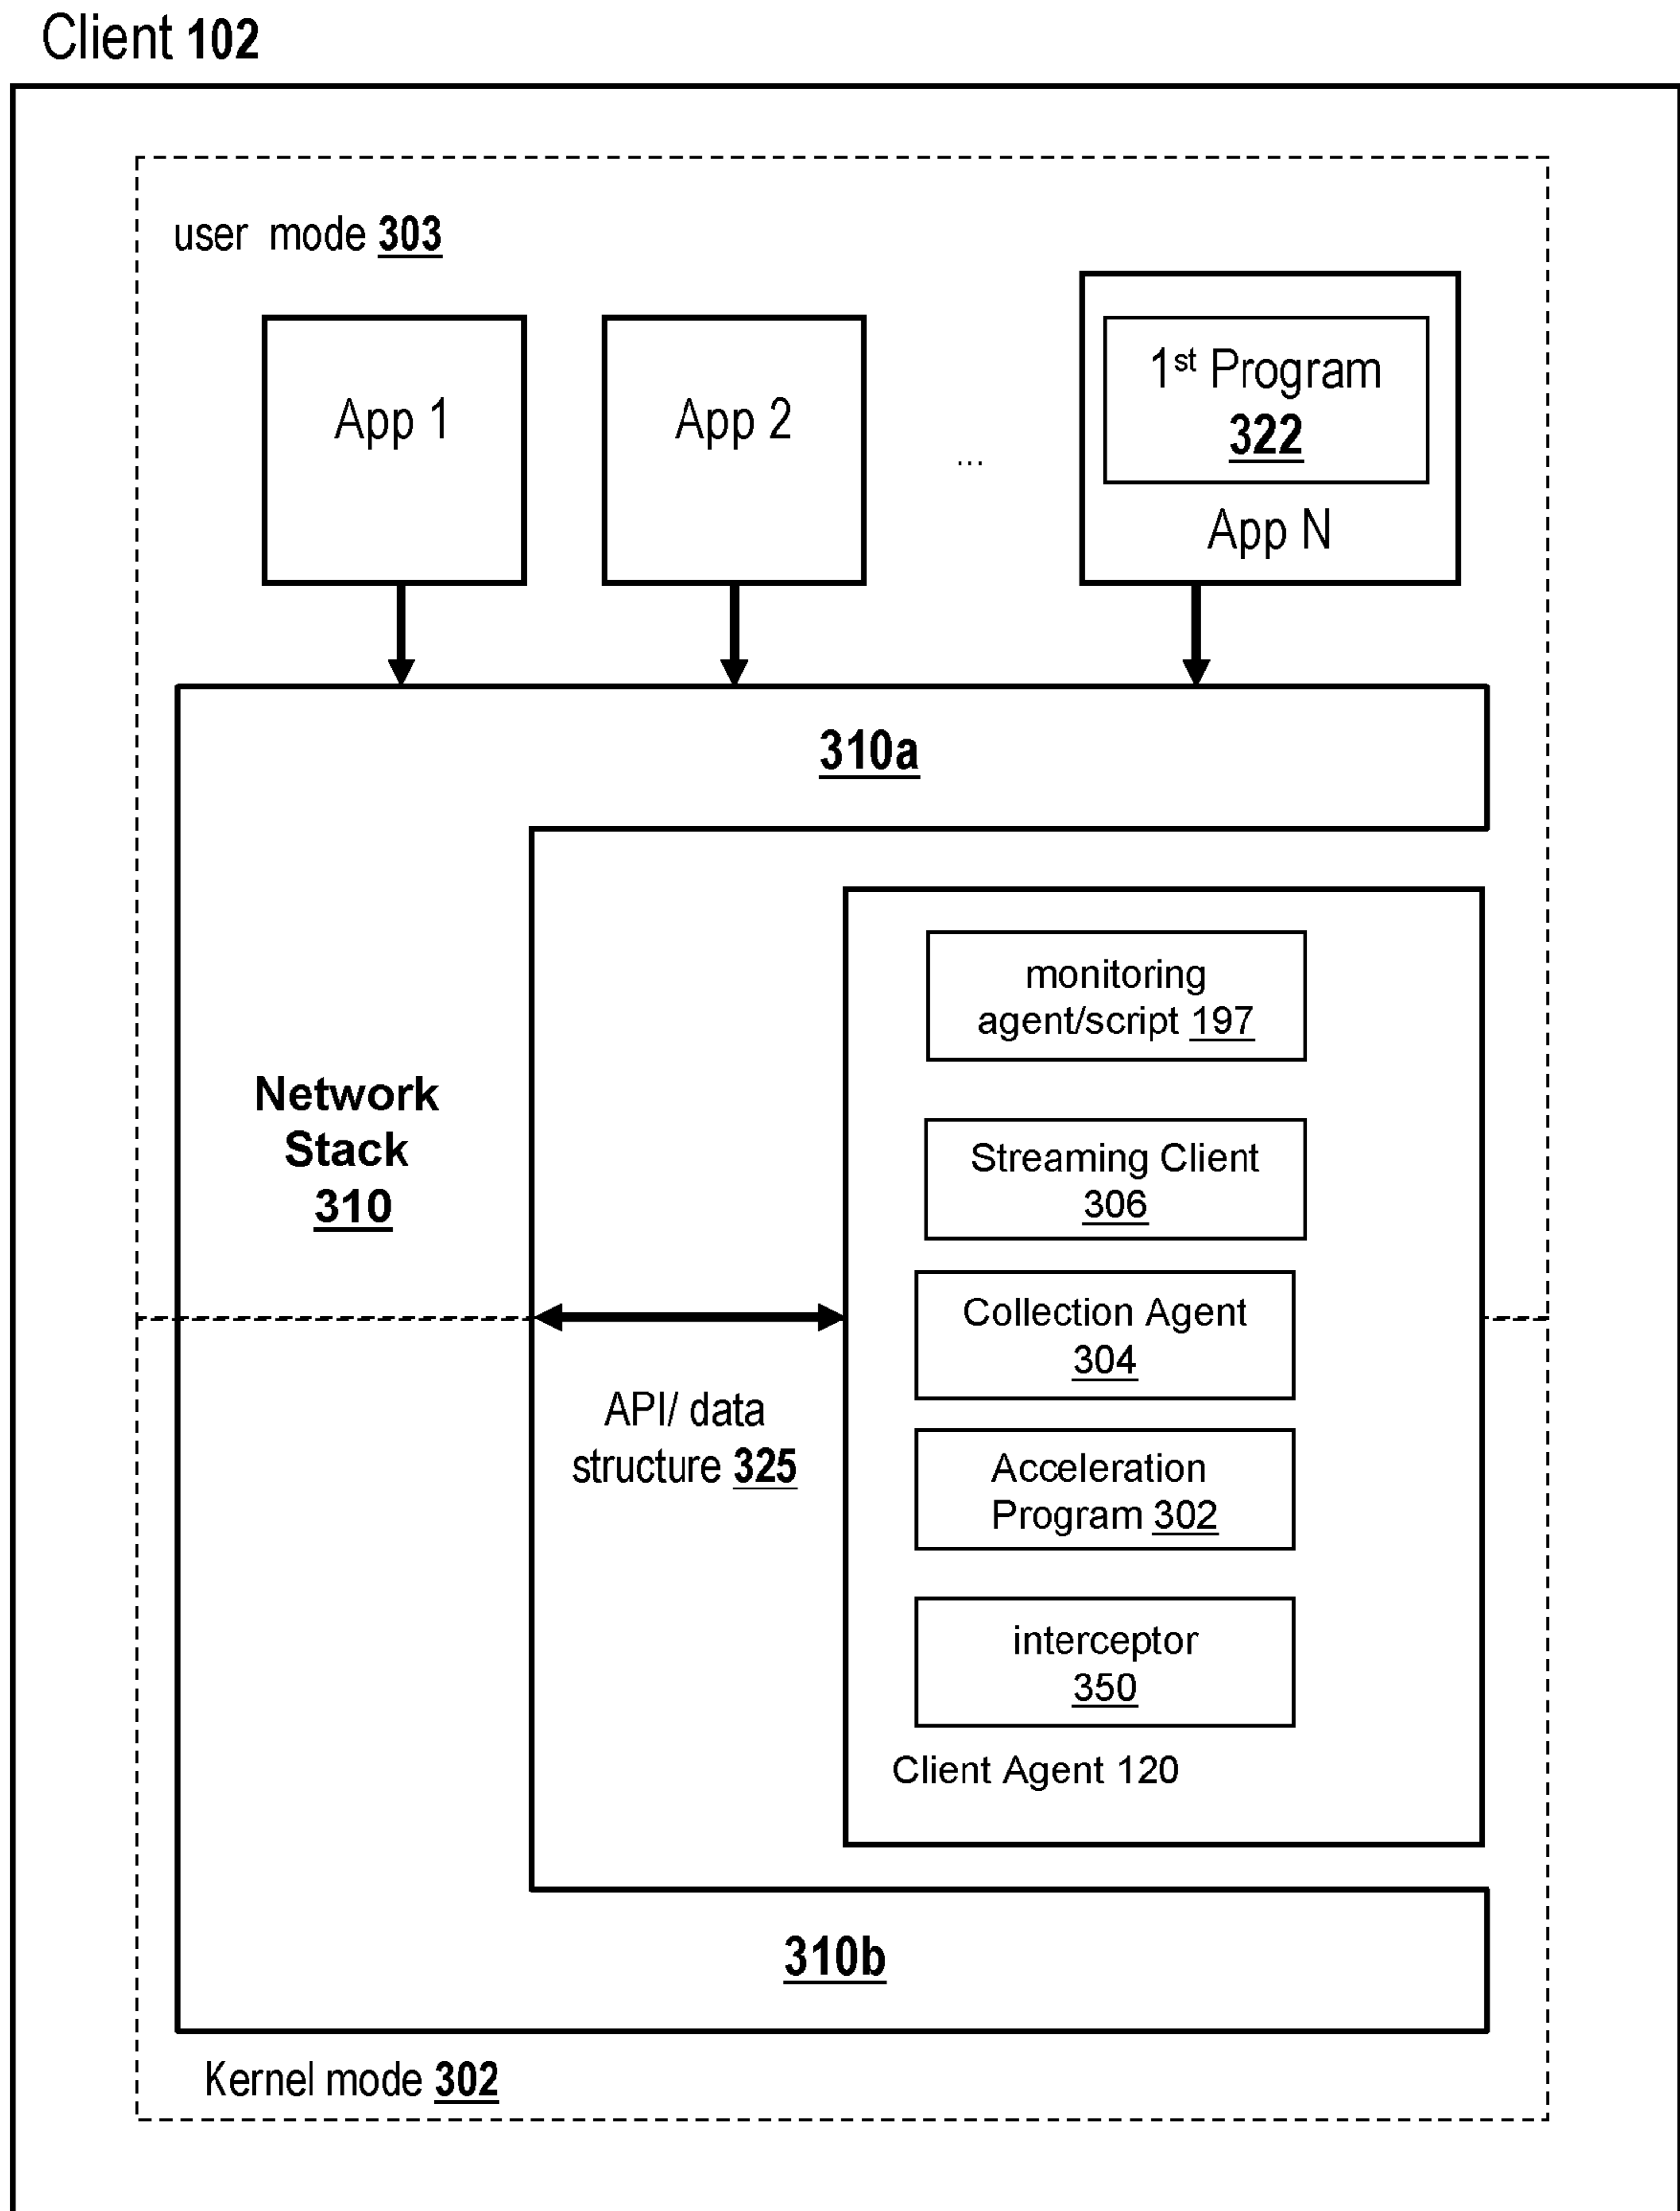 Client 102
user mode 303
App 1
App 2
...
1st Program
322
App N
310a
monitoring
agent/script 197
Streaming Client
306
Network
Stack
310
Collection Agent
304
API/ data
structure 325
Acceleration
Program 302
interceptor
350
Client Agent 120
310b
Kernel mode 302